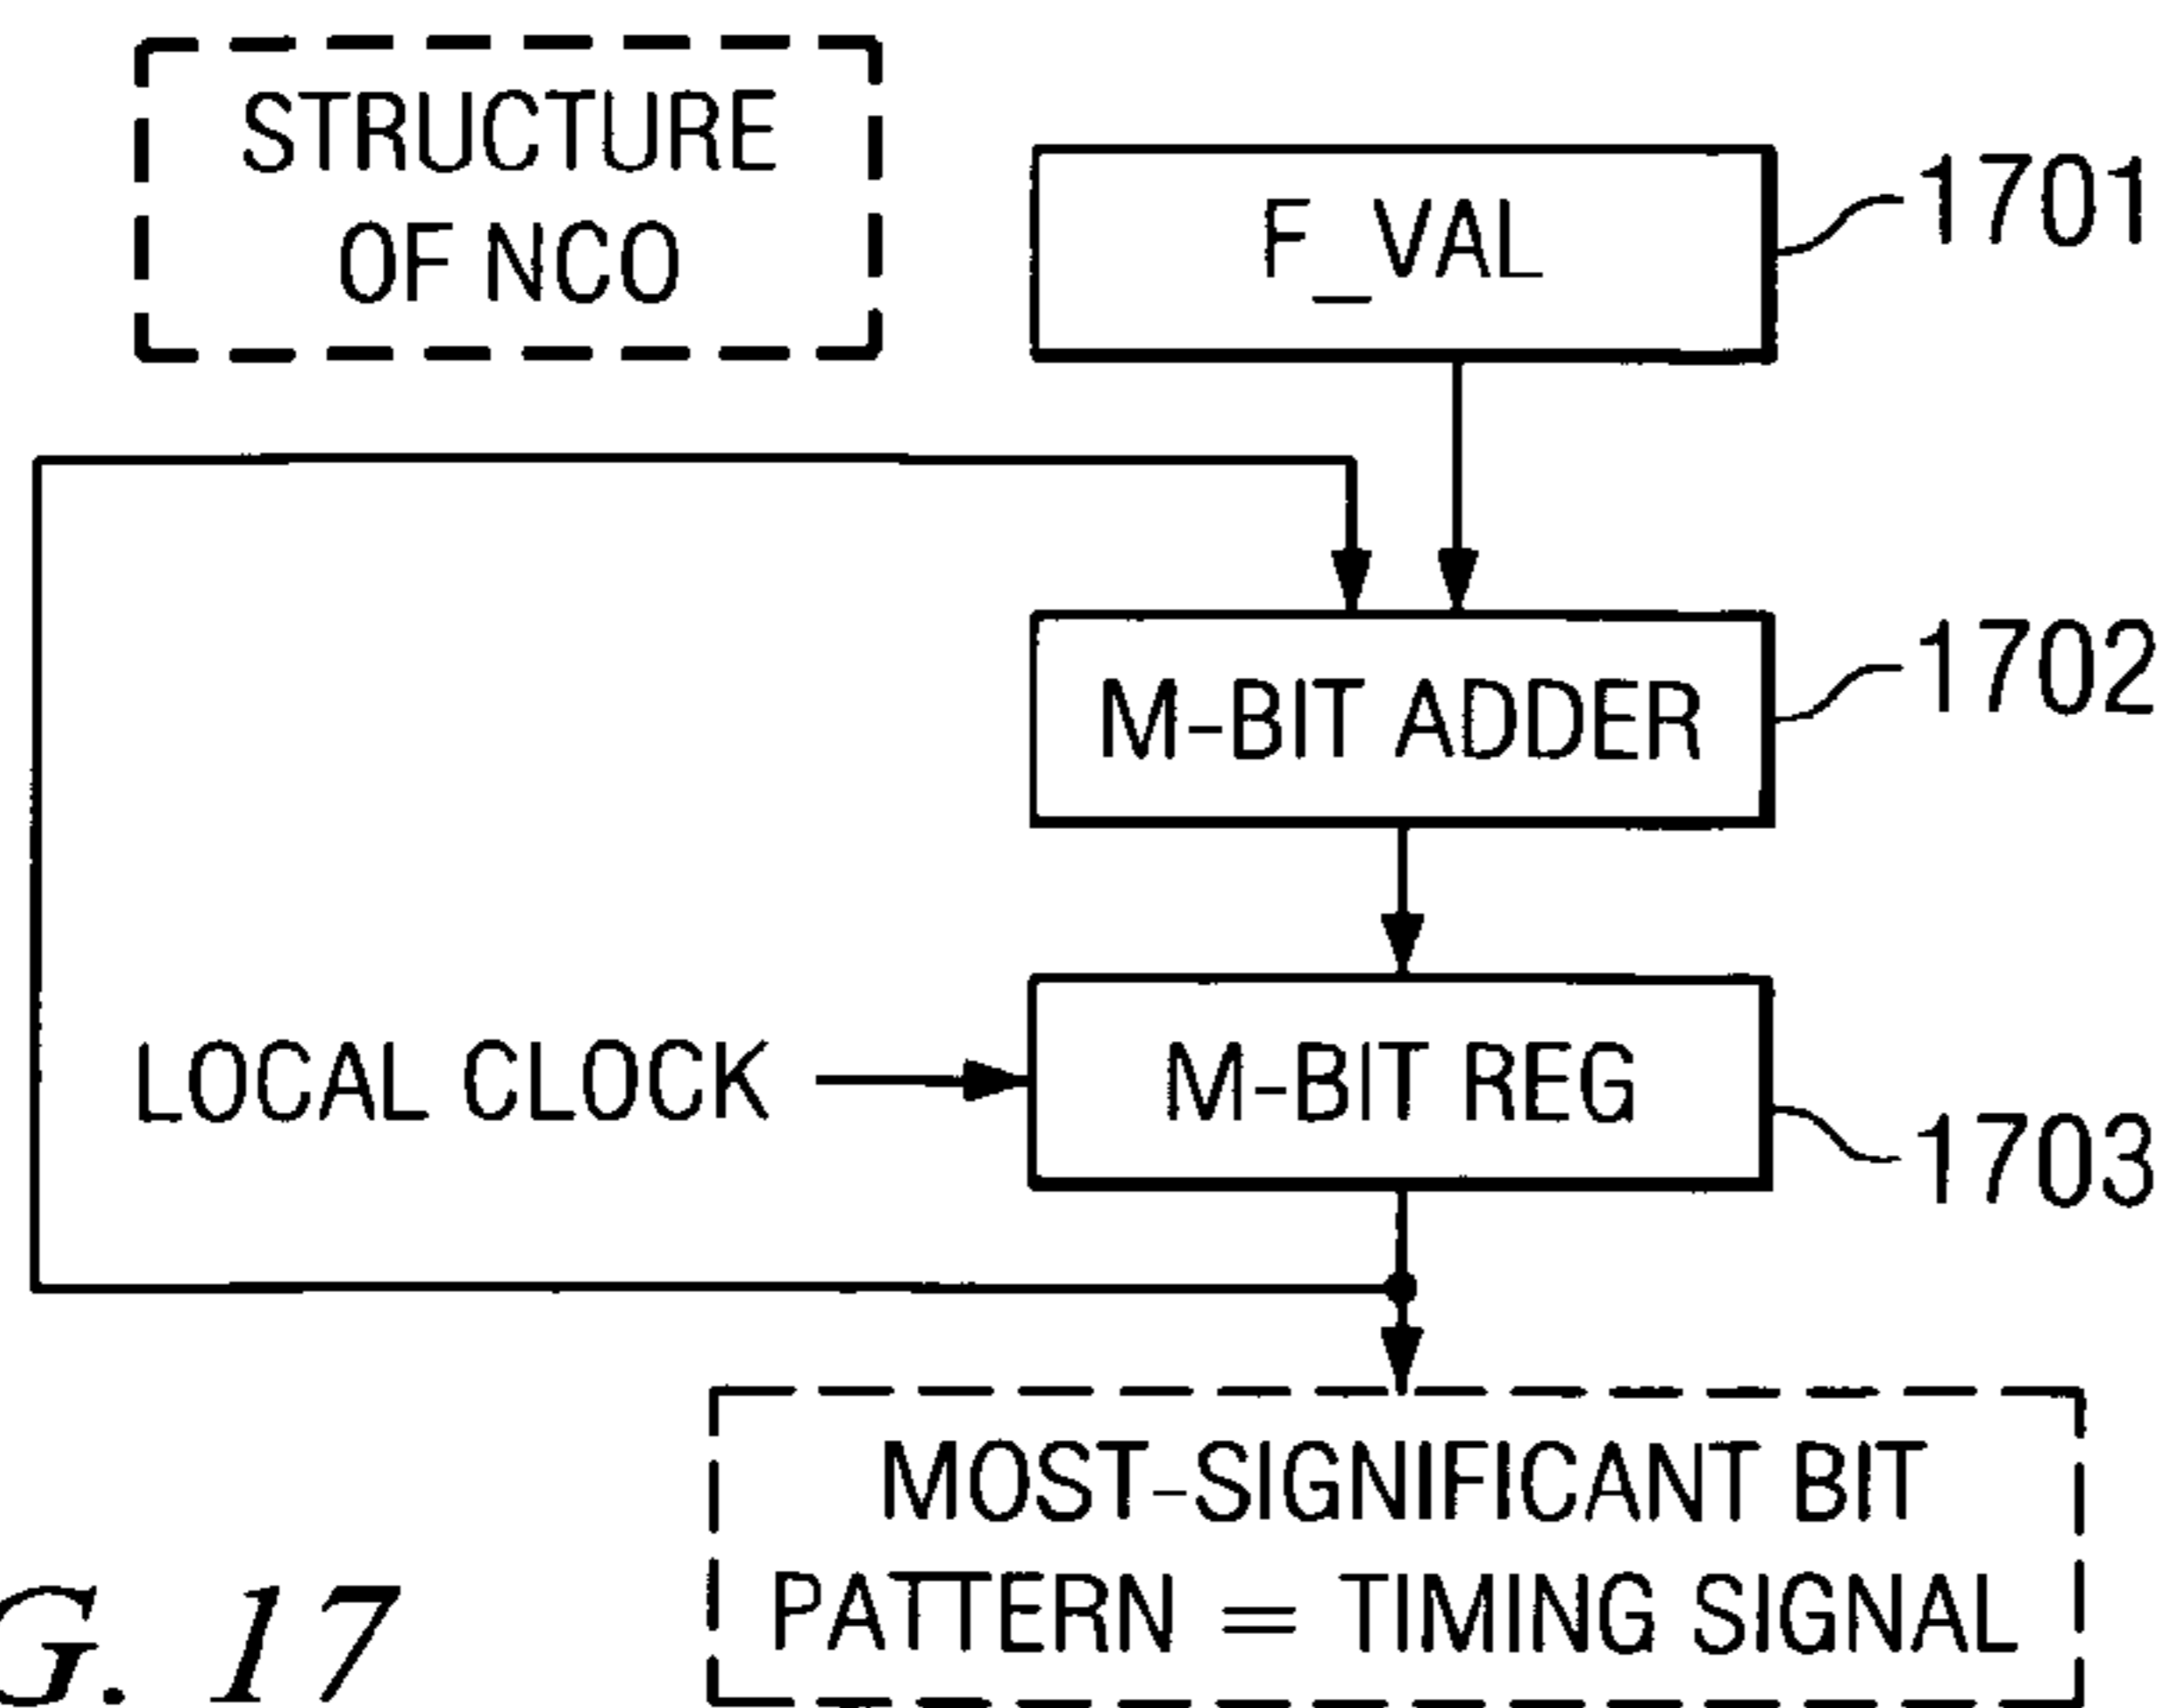 STRUCTURE
OF NCO
F_VAL
1701
M-BIT ADDER
1702
LOCAL CLOCK
M-BIT REG
1703
MOST-SIGNIFICANT BIT
PATTERN = TIMING SIGNAL
G. 17